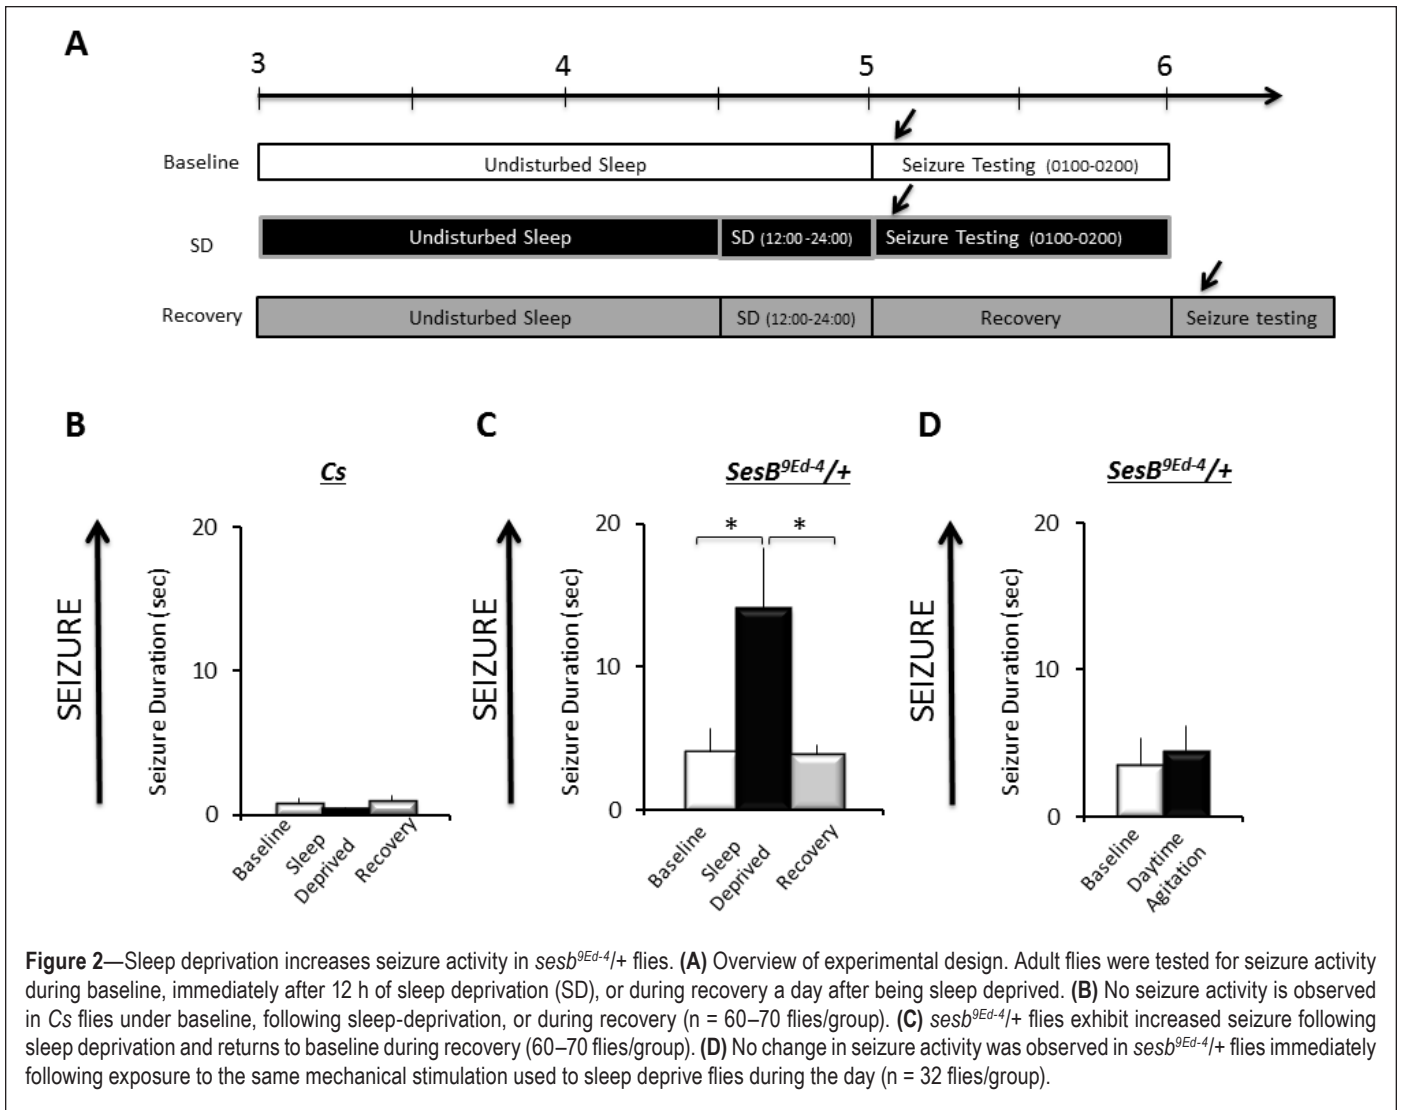 A
3 4 5 6
Baseline Undisturbed Sleep Seizure Testing (0100-0200)
SD Undisturbed Sleep SD (12:00-24:00) Seizure Testing (0100-0200)
Recovery Undisturbed Sleep SD (12:00-24:00) Recovery Seizure testing
B
Cs
SEIZURE
Seizure Duration (sec)
20
10
0
Baseline
Sleep
Deprived
Recovery
C
SesB9Ed-4/+
SEIZURE
Seizure Duration (sec)
20
10
0
* *
Baseline
Sleep
Deprived
Recovery
D
SesB9Ed-4/+
SEIZURE
Seizure Duration (sec)
20
10
0
Baseline
Daytime
Agitation
Figure 2—Sleep deprivation increases seizure activity in sesb9Ed-4/+ flies. (A) Overview of experimental design. Adult flies were tested for seizure activity
during baseline, immediately after 12 h of sleep deprivation (SD), or during recovery a day after being sleep deprived. (B) No seizure activity is observed
in Cs flies under baseline, following sleep-deprivation, or during recovery (n = 60–70 flies/group). (C) sesb9Ed-4/+ flies exhibit increased seizure following
sleep deprivation and returns to baseline during recovery (60–70 flies/group). (D) No change in seizure activity was observed in sesb9Ed-4/+ flies immediately
following exposure to the same mechanical stimulation used to sleep deprive flies during the day (n = 32 flies/group).